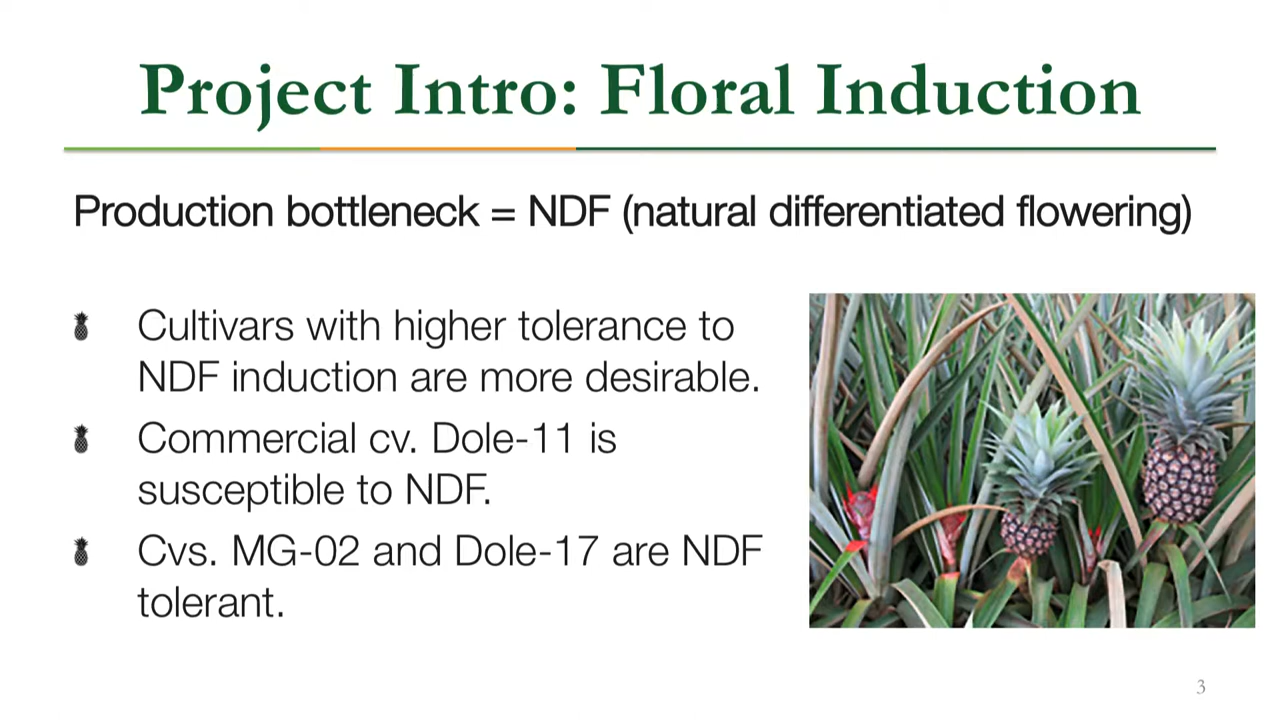 Project Intro: Floral Induction
Production bottleneck = NDF (natural differentiated flowering)
Cultivars with higher tolerance to
NDF induction are more desirable.
Commercial cv. Dole-11 is
susceptible to NDF.
Cvs. MG-02 and Dole-17 are NDF
tolerant.
3